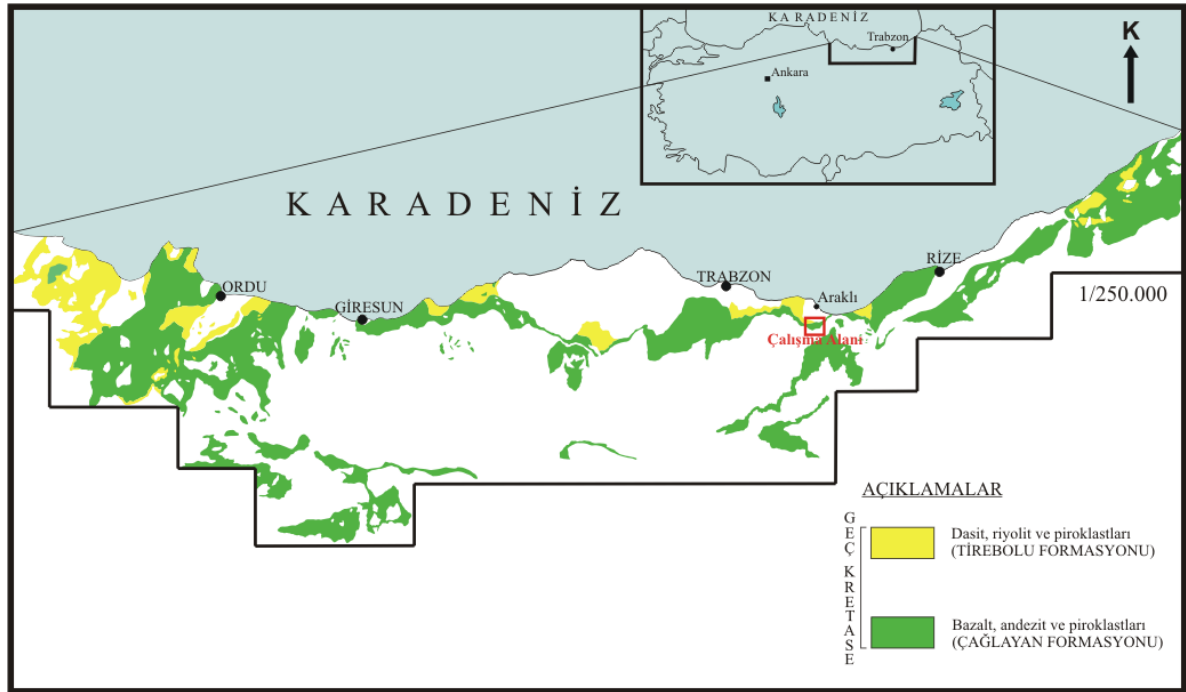 KARADENİZ
Trabzon
Ankara
K
KARADENİZ
ORDU
GİRESUN
TRABZON
Araklı
RİZE
Çalışma Alanı
1/250.000
AÇIKLAMALAR
GEÇ KRETASE
Dasit, riyolit ve piroklastları
(TİREBOLU FORMASYONU)
Bazalt, andezit ve piroklastları
(ÇAĞLAYAN FORMASYONU)